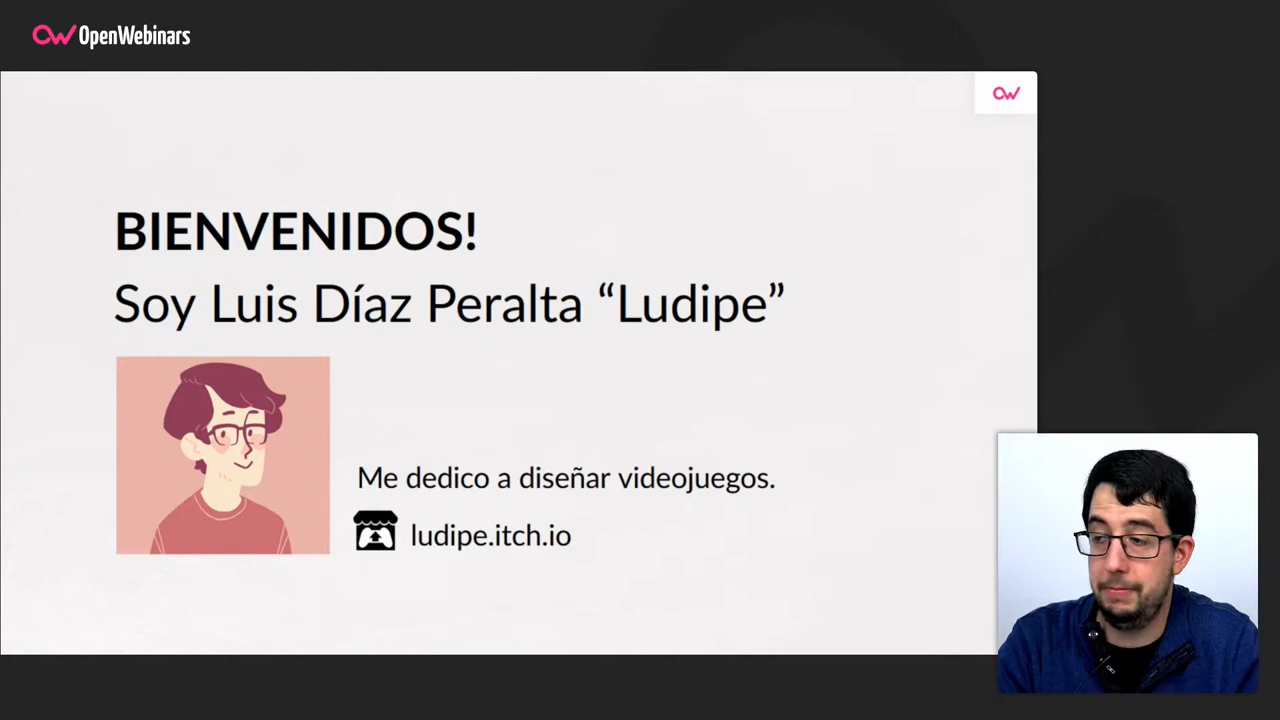 OpenWebinars
BIENVENIDOS!
Soy Luis Díaz Peralta “Ludipe”
Me dedico a diseñar videojuegos.
ludipe.itch.io